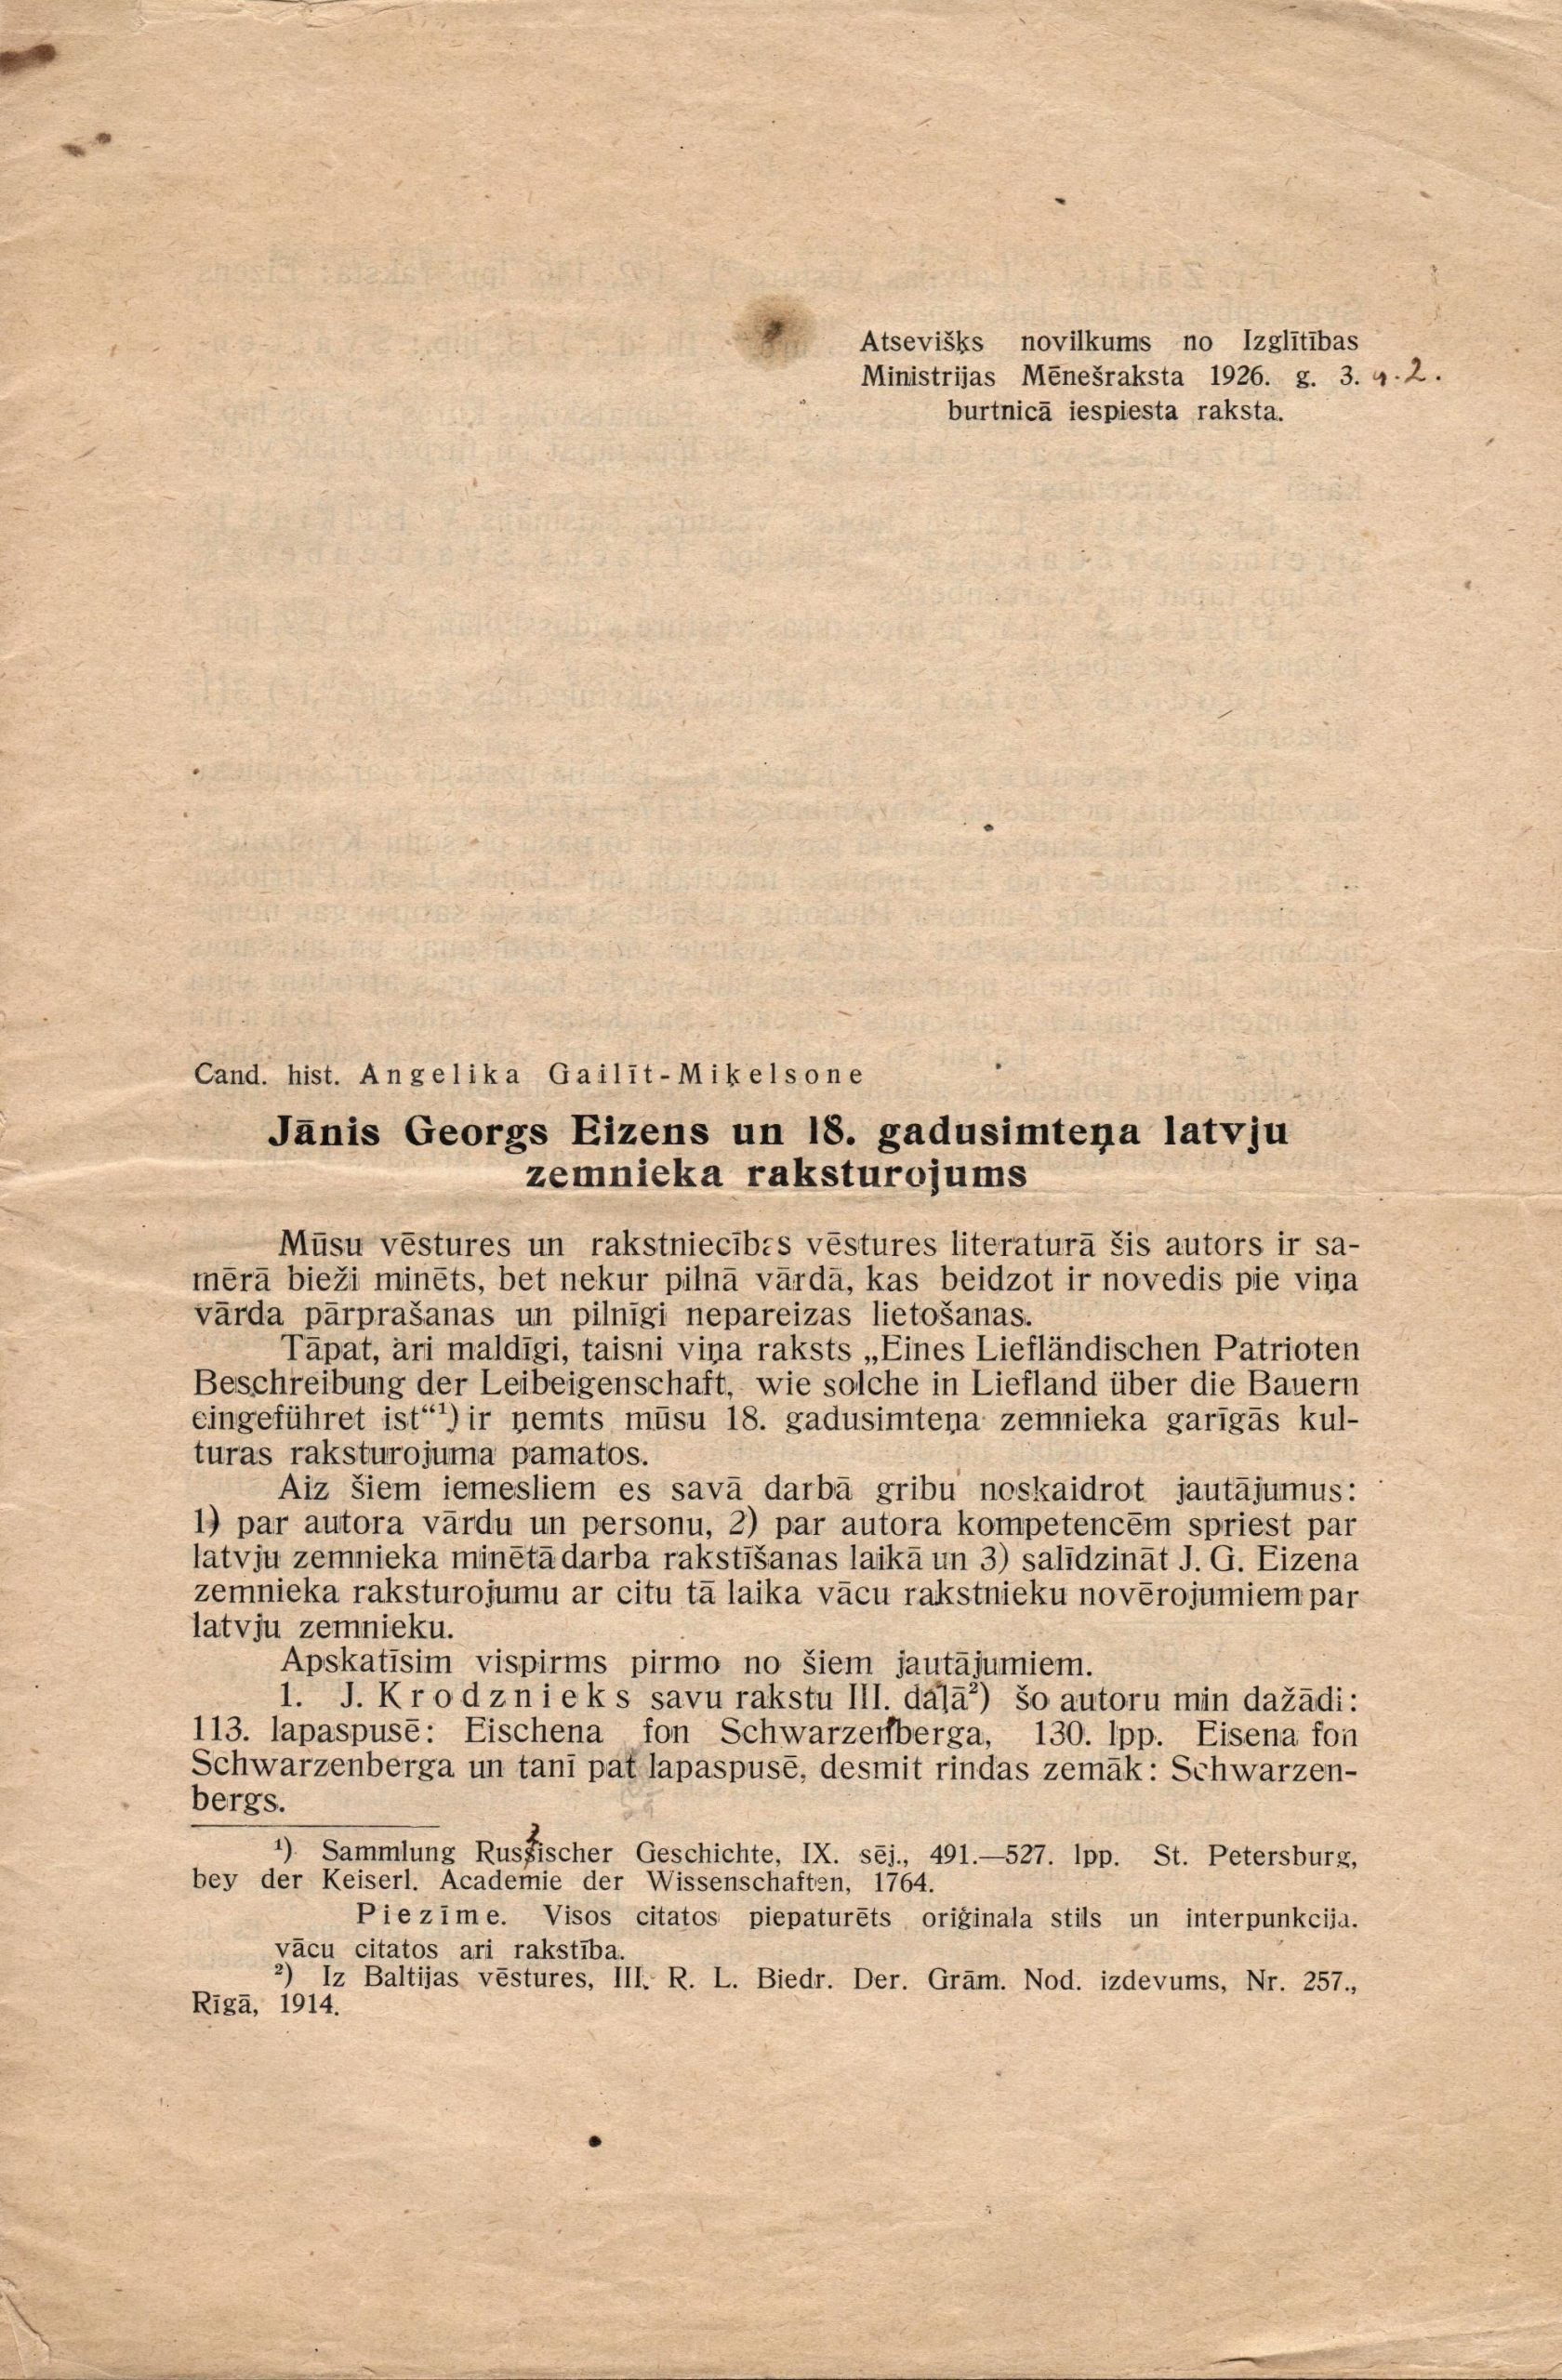 Atsevišķs novilkums no Izglītības
Ministrijas Mēnešraksta 1926. g. 3. 4. 2.
burtnicā iespiesta raksta.
Cand. hist. Angelika Gailīt-Miķelsone
Jānis Georgs Eizens un 18. gadusimteņa latvju
zemnieka raksturojums
Mūsu vēstures un rakstniecības vēstures literaturā šis autors ir sa-
mērā bieži minēts, bet nekur pilnā vārdā, kas beidzot ir novedis pie viņa
vārda pārprašanas un pilnīgi nepareizas lietošanas.
Tāpat, ari maldīgi, taisni viņa raksts „Eines Liefländischen Patrioten
Beschreibung der Leibeigenschaft, wie solche in Liefland über die Bauern
eingeführet ist“¹) ir ņemts mūsu 18. gadusimteņa zemnieka garīgās kul-
turas raksturojuma pamatos.
Aiz šiem iemesliem es savā darbā gribu noskaidrot jautājumus:
1) par autora vārdu un personu, 2) par autora kompetencēm spriest par
latvju zemnieka minētā darba rakstīšanas laikā un 3) salīdzināt J. G. Eizena
zemnieka raksturojumu ar citu tā laika vācu rakstnieku novērojumiem par
latvju zemnieku.
Apskatīsim vispirms pirmo no šiem jautājumiem.
1. J. Krodznieks savu rakstu III. daļā²) šo autoru min dažādi:
113. lapaspusē: Eischena fon Schwarzenberga, 130. lpp. Eisena fon
Schwarzenberga un tanī pat lapaspusē, desmit rindas zemāk: Schwarzen-
bergs.
¹) Sammlung Russischer Geschichte, IX. sēj., 491.—527. lpp. St. Petersburg,
bey der Keiserl. Academie der Wissenschaften, 1764.
Piezīme. Visos citatos piepaturēts oriģinala stils un interpunkcija.
vācu citatos ari rakstība.
²) Iz Baltijas vēstures, III. R. L. Biedr. Der. Grām. Nod. izdevums, Nr. 257.,
Rīgā, 1914.